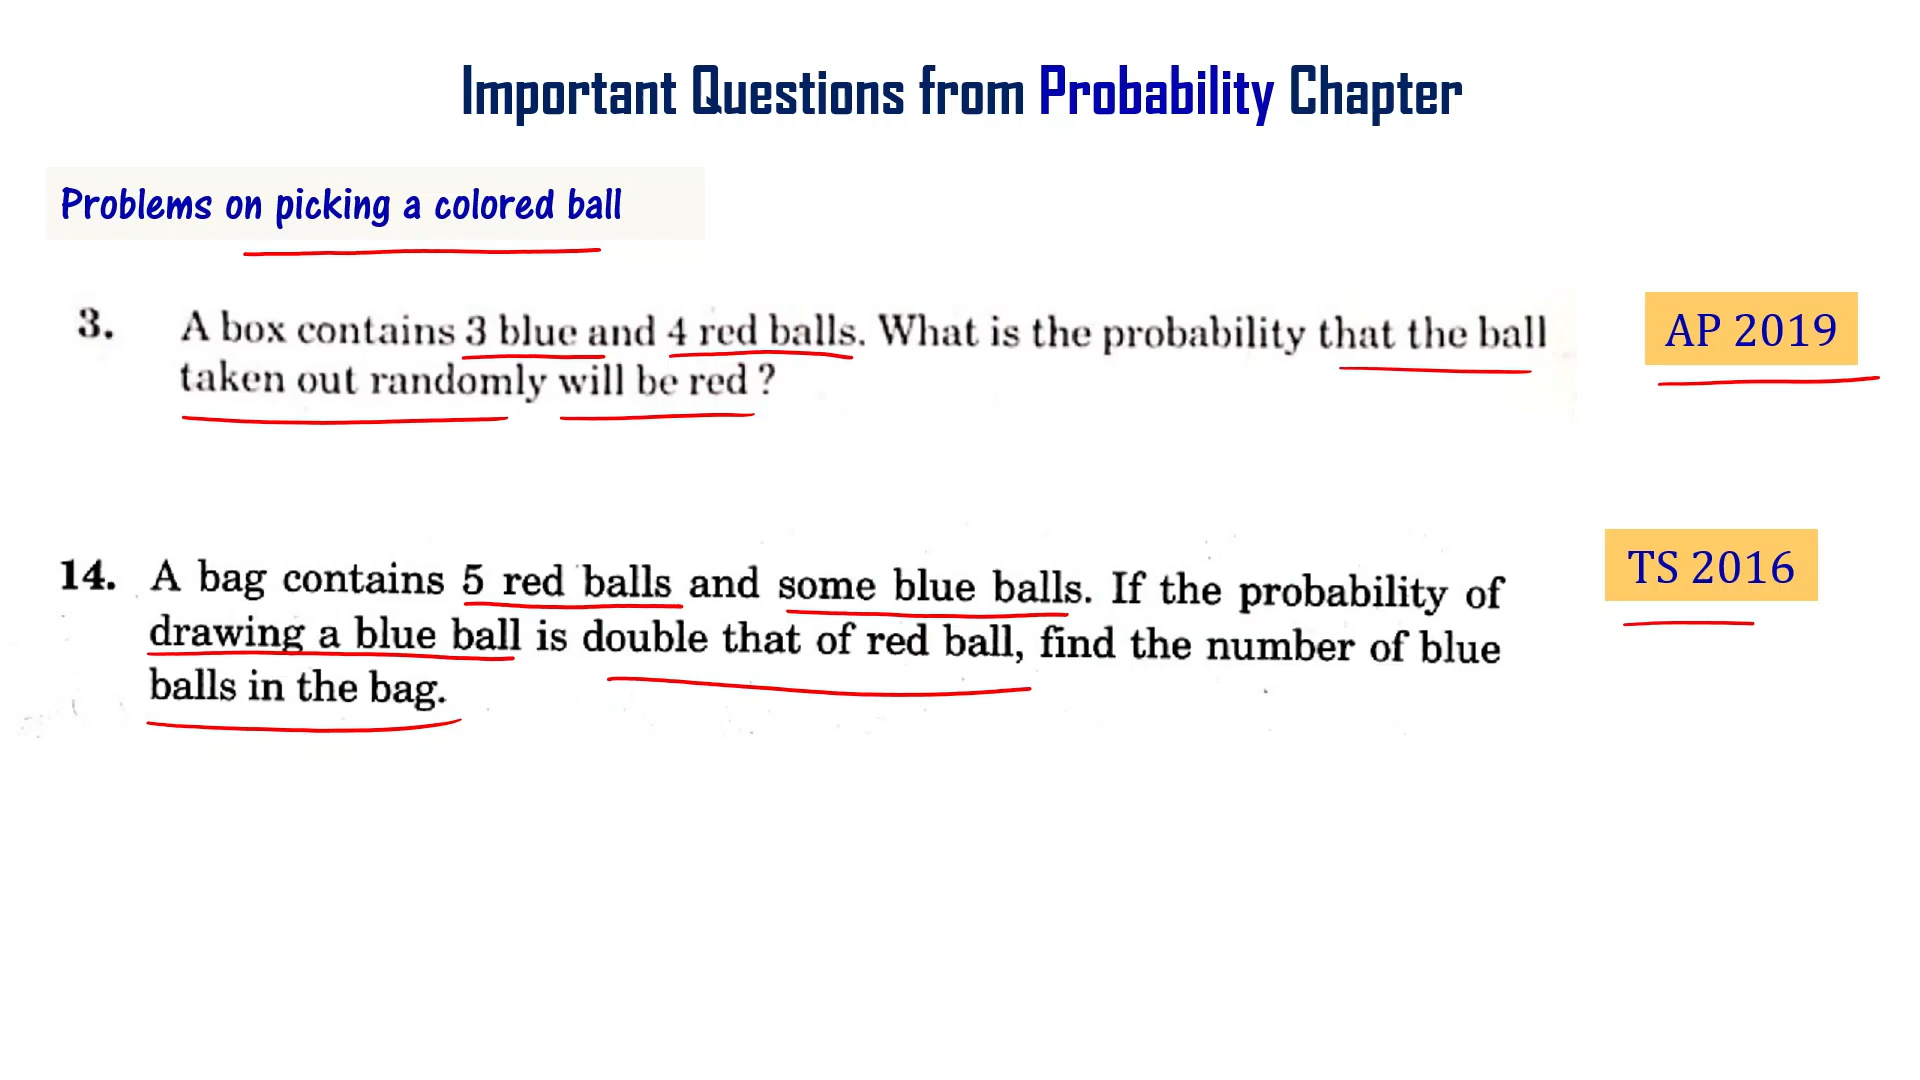 Important Questions from Probability Chapter
Problems on picking a colored ball
3. A box contains 3 blue and 4 red balls. What is the probability that the ball
taken out randomly will be red ?
AP 2019
14. A bag contains 5 red balls and some blue balls. If the probability of
drawing a blue ball is double that of red ball, find the number of blue
balls in the bag.
TS 2016